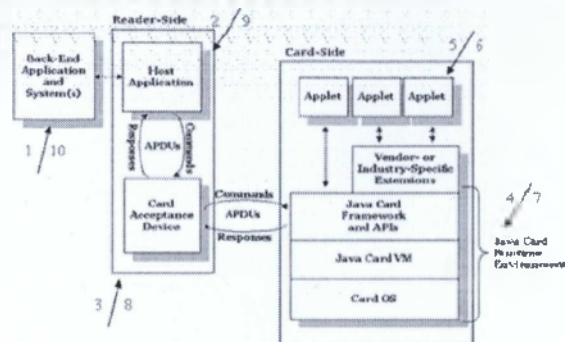 Reader-Side
2
9
Card-Side
5
6
Back-End
Application
and
System(s)
Host
Application
Applet
Applet
Applet
1
10
Responses
APDUs
Commands
Vendor- or
Industry-Specific
Extensions
Card
Acceptance
Device
Commands
APDUs
Responses
Java Card
Framework
and APIs
4
7
Java Card
Runtime
Environment
Java Card VM
3
8
Card OS